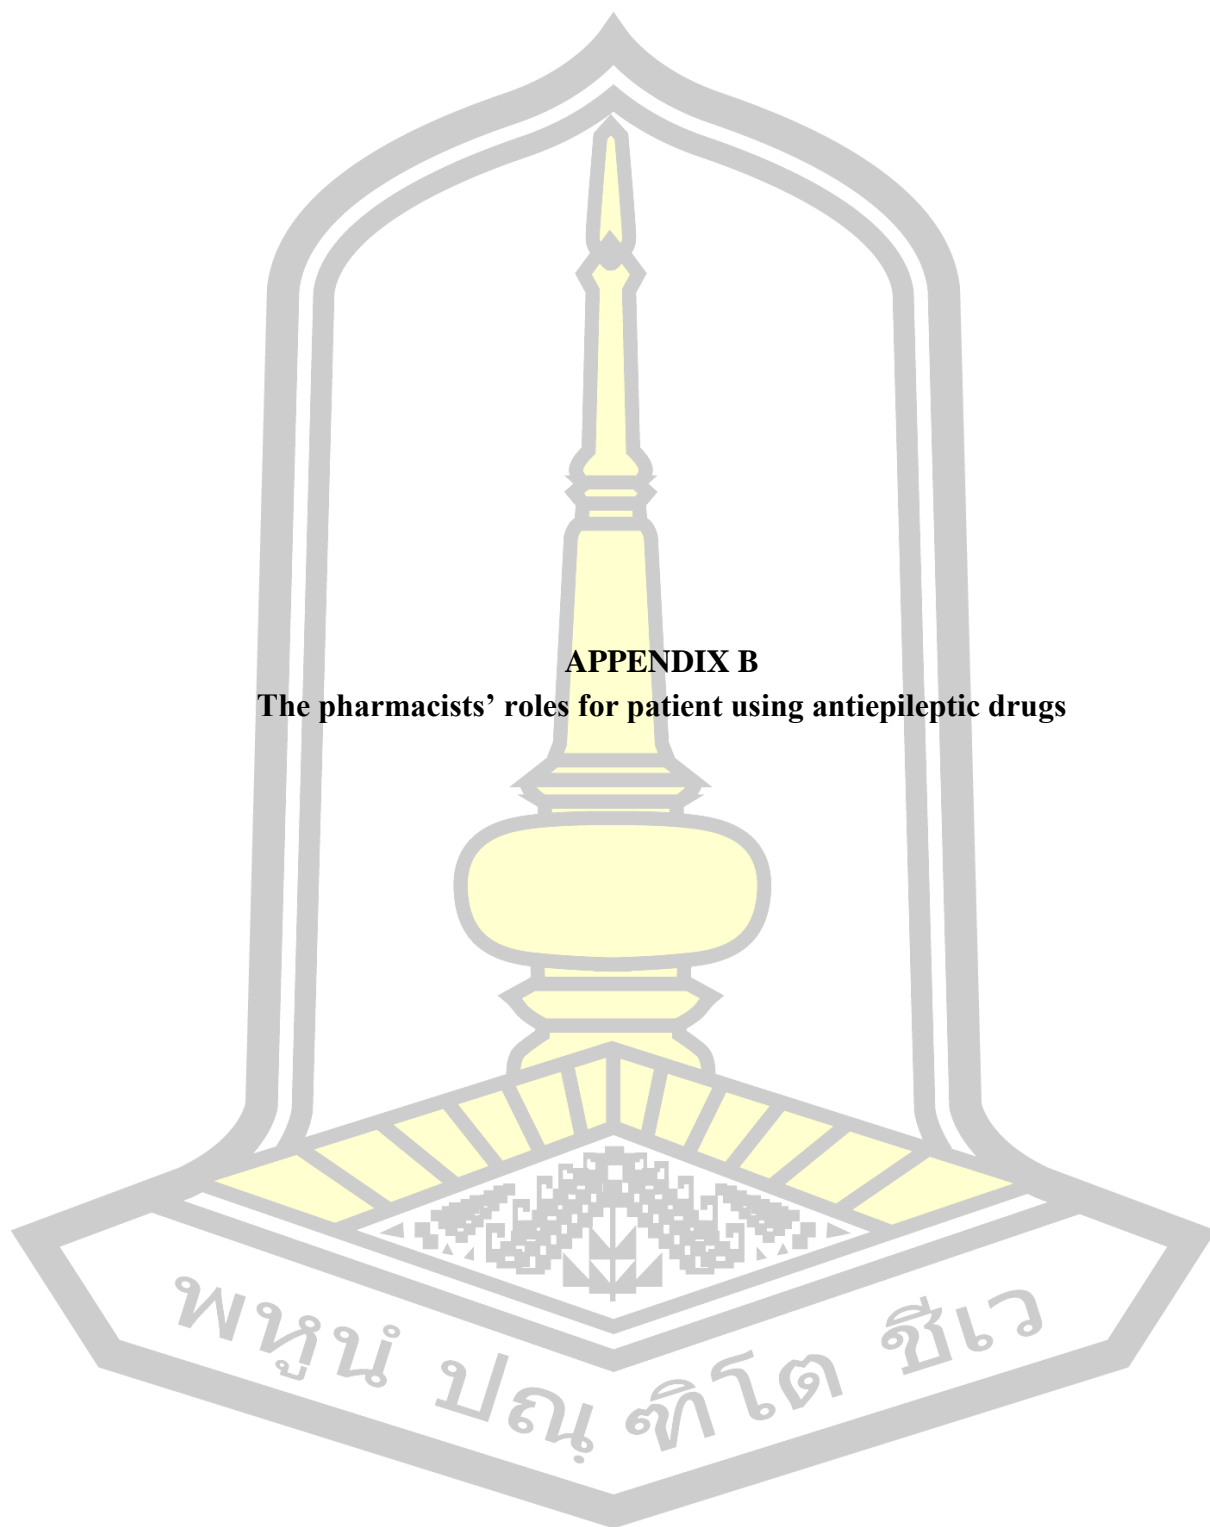 APPENDIX B
The pharmacists’ roles for patient using antiepileptic drugs
พหูนํ ปณฺฑิโต ชีเว